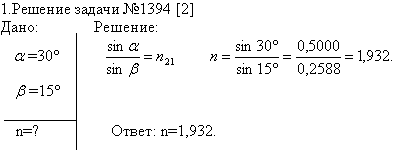 1.Решение задачи №1394 [2]
Дано: Решение:
α=30° sin α / sin β = n₂₁ n = sin 30° / sin 15° = 0,5000 / 0,2588 = 1,932.
β=15°
n=? Ответ: n=1,932.